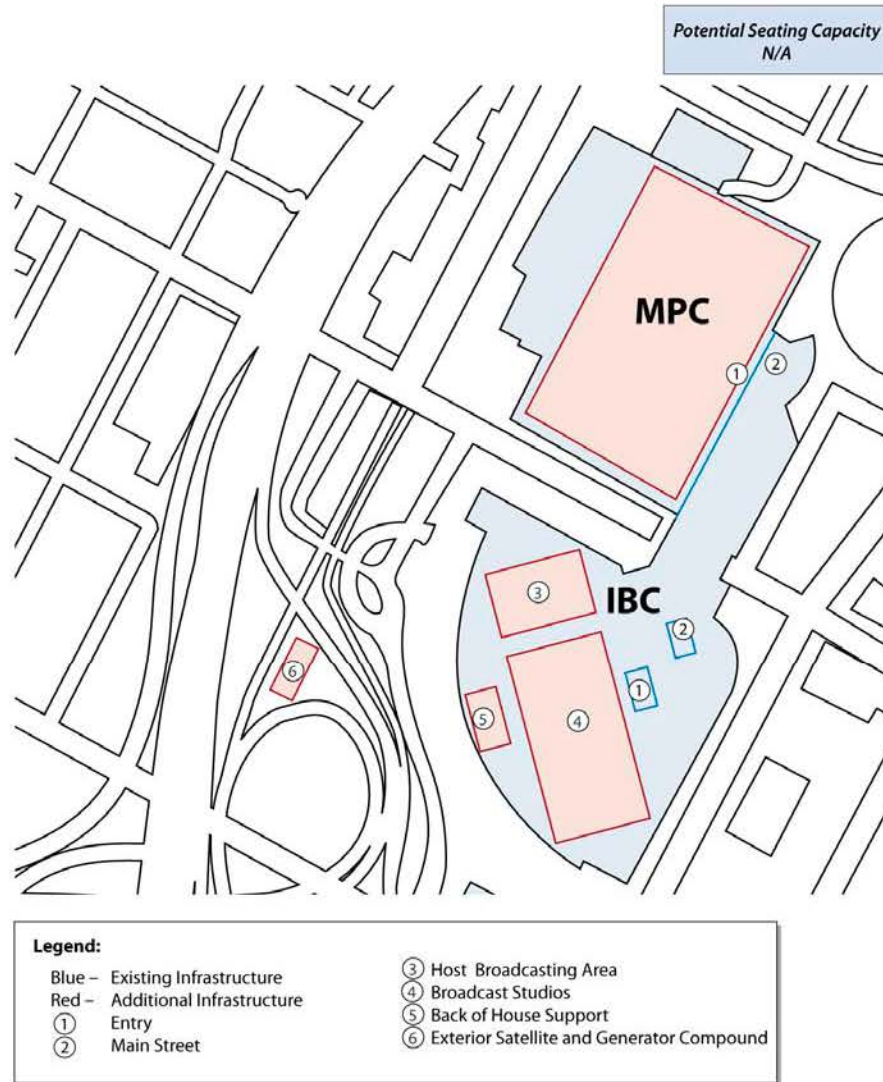 Potential Seating Capacity
N/A
MPC
1
2
3
IBC
2
6
1
5
4
Legend:
Blue – Existing Infrastructure
Red – Additional Infrastructure
1 Entry
2 Main Street
3 Host Broadcasting Area
4 Broadcast Studios
5 Back of House Support
6 Exterior Satellite and Generator Compound